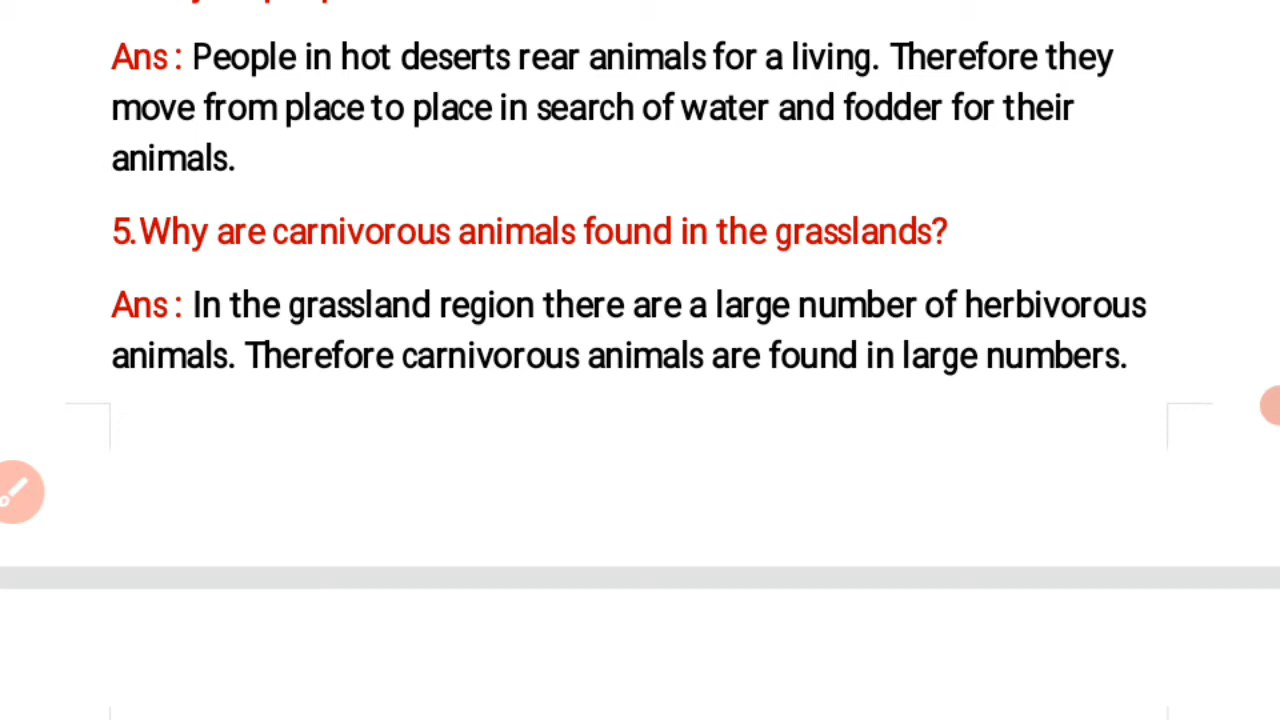 Ans : People in hot deserts rear animals for a living. Therefore they
move from place to place in search of water and fodder for their
animals.
5.Why are carnivorous animals found in the grasslands?
Ans : In the grassland region there are a large number of herbivorous
animals. Therefore carnivorous animals are found in large numbers.